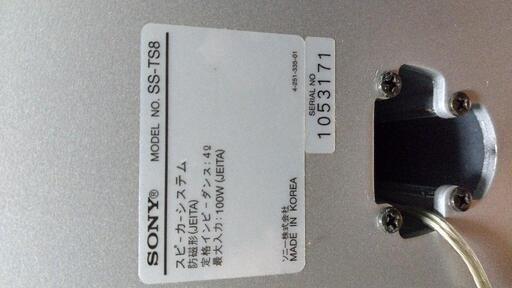 SONY® MODEL NO. SS-TS8
スピーカーシステム
防磁形(JEITA)
定格インピーダンス:4Ω
最大入力:100W(JEITA)
ソニー株式会社
MADE IN KOREA
4-251-335-01
SERIAL NO
1053171